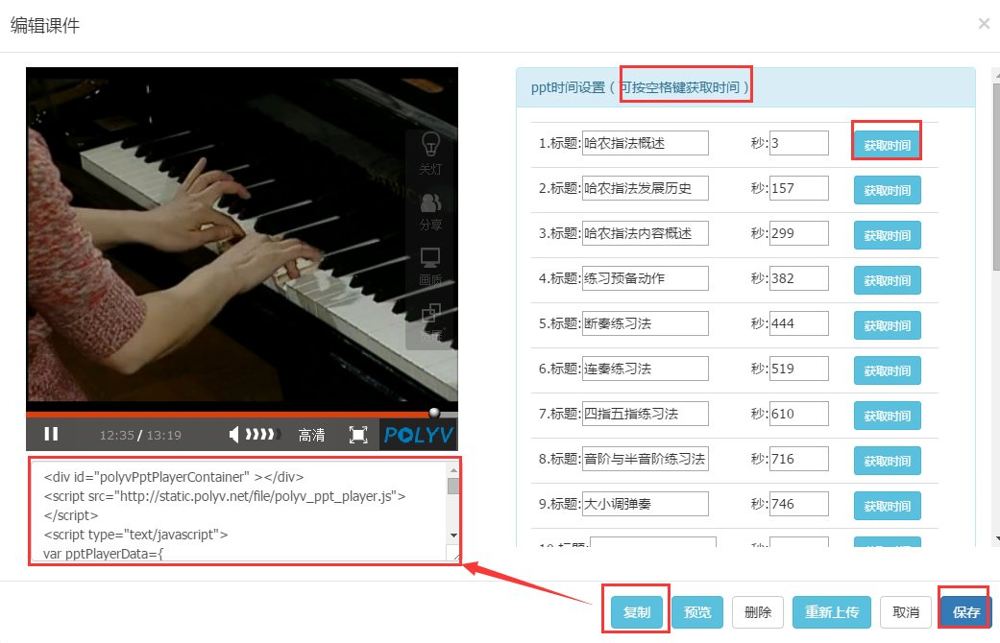 编辑课件
×
关灯
分享
画质
12:35 / 13:19
高清
POLYV
<div id="polyvPptPlayerContainer" ></div>
<script src="http://static.polyv.net/file/polyv_ppt_player.js">
</script>
<script type="text/javascript">
var pptPlayerData={
ppt时间设置 ( 可按空格键获取时间 )
1.标题: 哈农指法概述 秒: 3 获取时间
2.标题: 哈农指法发展历史 秒: 157 获取时间
3.标题: 哈农指法内容概述 秒: 299 获取时间
4.标题: 练习预备动作 秒: 382 获取时间
5.标题: 断奏练习法 秒: 444 获取时间
6.标题: 连奏练习法 秒: 519 获取时间
7.标题: 四指五指练习法 秒: 610 获取时间
8.标题: 音阶与半音阶练习法 秒: 716 获取时间
9.标题: 大小调弹奏 秒: 746 获取时间
复制 预览 删除 重新上传 取消 保存